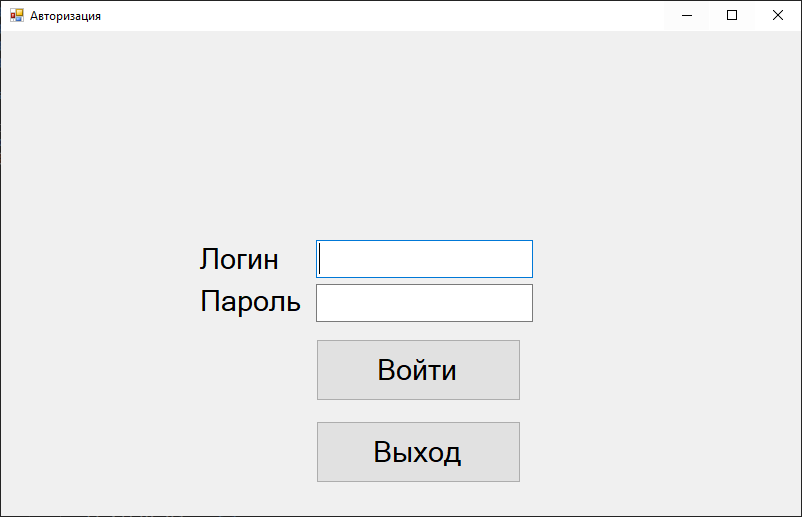 Авторизация
Логин
Пароль
Войти
Выход